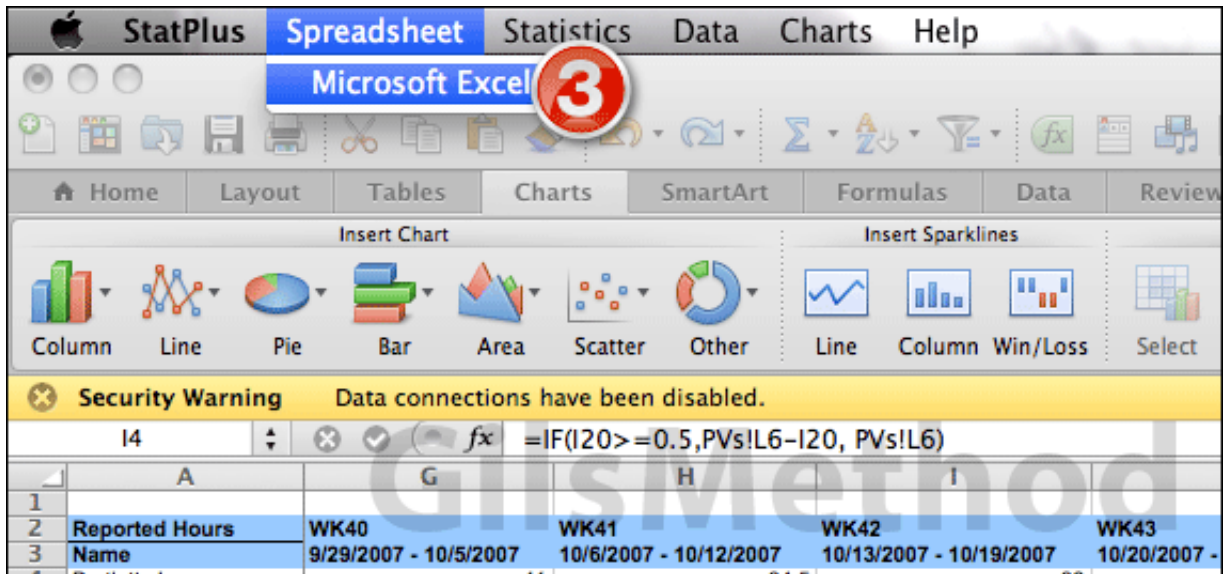 StatPlus Spreadsheet Statistics Data Charts Help
Microsoft Excel
3
Home Layout Tables Charts SmartArt Formulas Data Review
Insert Chart Insert Sparklines
Column Line Pie Bar Area Scatter Other Line Column Win/Loss Select
Security Warning Data connections have been disabled.
I4 fx =IF(I20>=0.5,PVs!L6-I20, PVs!L6)
GilsMethod
A G H I
1
2 Reported Hours WK40 WK41 WK42 WK43
3 Name 9/29/2007 - 10/5/2007 10/6/2007 - 10/12/2007 10/13/2007 - 10/19/2007 10/20/2007 -